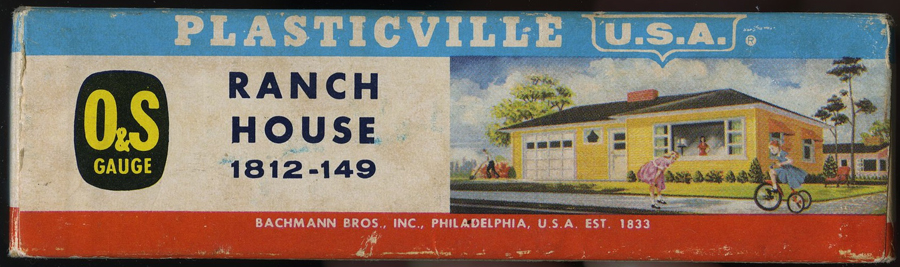 PLASTICVILLE U.S.A.®
O&S
GAUGE
RANCH
HOUSE
1812-149
BACHMANN BROS., INC., PHILADELPHIA, U.S.A. EST. 1833